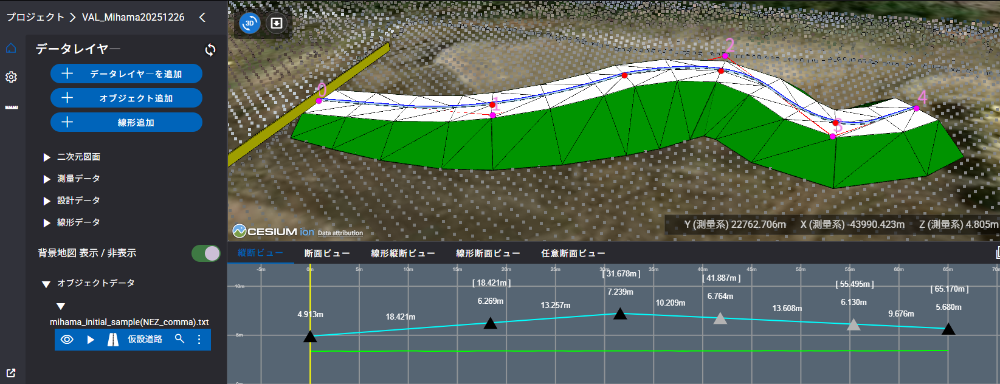 プロジェクト > VAL_Mihama20251226
データレイヤー
データレイヤーを追加
オブジェクト追加
線形追加
二次元図面
測量データ
設計データ
線形データ
背景地図 表示 / 非表示
オブジェクトデータ
mihama_initial_sample(NEZ_comma).txt
仮設道路
3D
0
1
2
3
4
CESIUM ion Data attribution
Y (測量系) 22762.706m X (測量系) -43990.423m Z (測量系) 4.805m
縦断ビュー 断面ビュー 線形縦断ビュー 線形断面ビュー 任意断面ビュー
-5m 0m 5m 10m 15m 20m 25m 30m 35m 40m 45m 50m 55m 60m 65m 70m
[ 18.421m ] [ 31.678m ] [ 41.887m ] [ 55.495m ] [ 65.170m ]
4.913m 6.269m 7.239m 6.764m 6.130m 5.680m
18.421m 13.257m 10.209m 13.608m 9.676m
10m
5m
0m